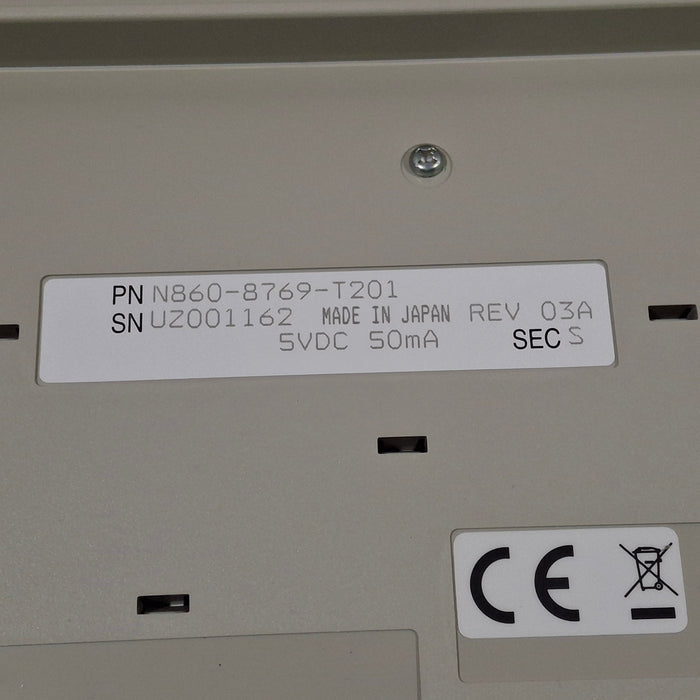 PN N860-8769-T201
SN UZ001162 MADE IN JAPAN REV 03A
5VDC 50mA SEC S
CE